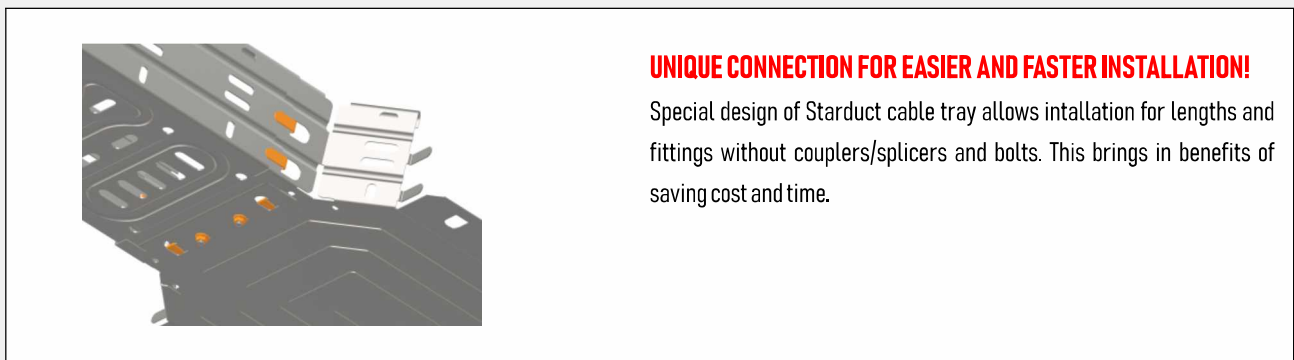 UNIQUE CONNECTION FOR EASIER AND FASTER INSTALLATION!
Special design of Starduct cable tray allows intallation for lengths and
fittings without couplers/splicers and bolts. This brings in benefits of
saving cost and time.